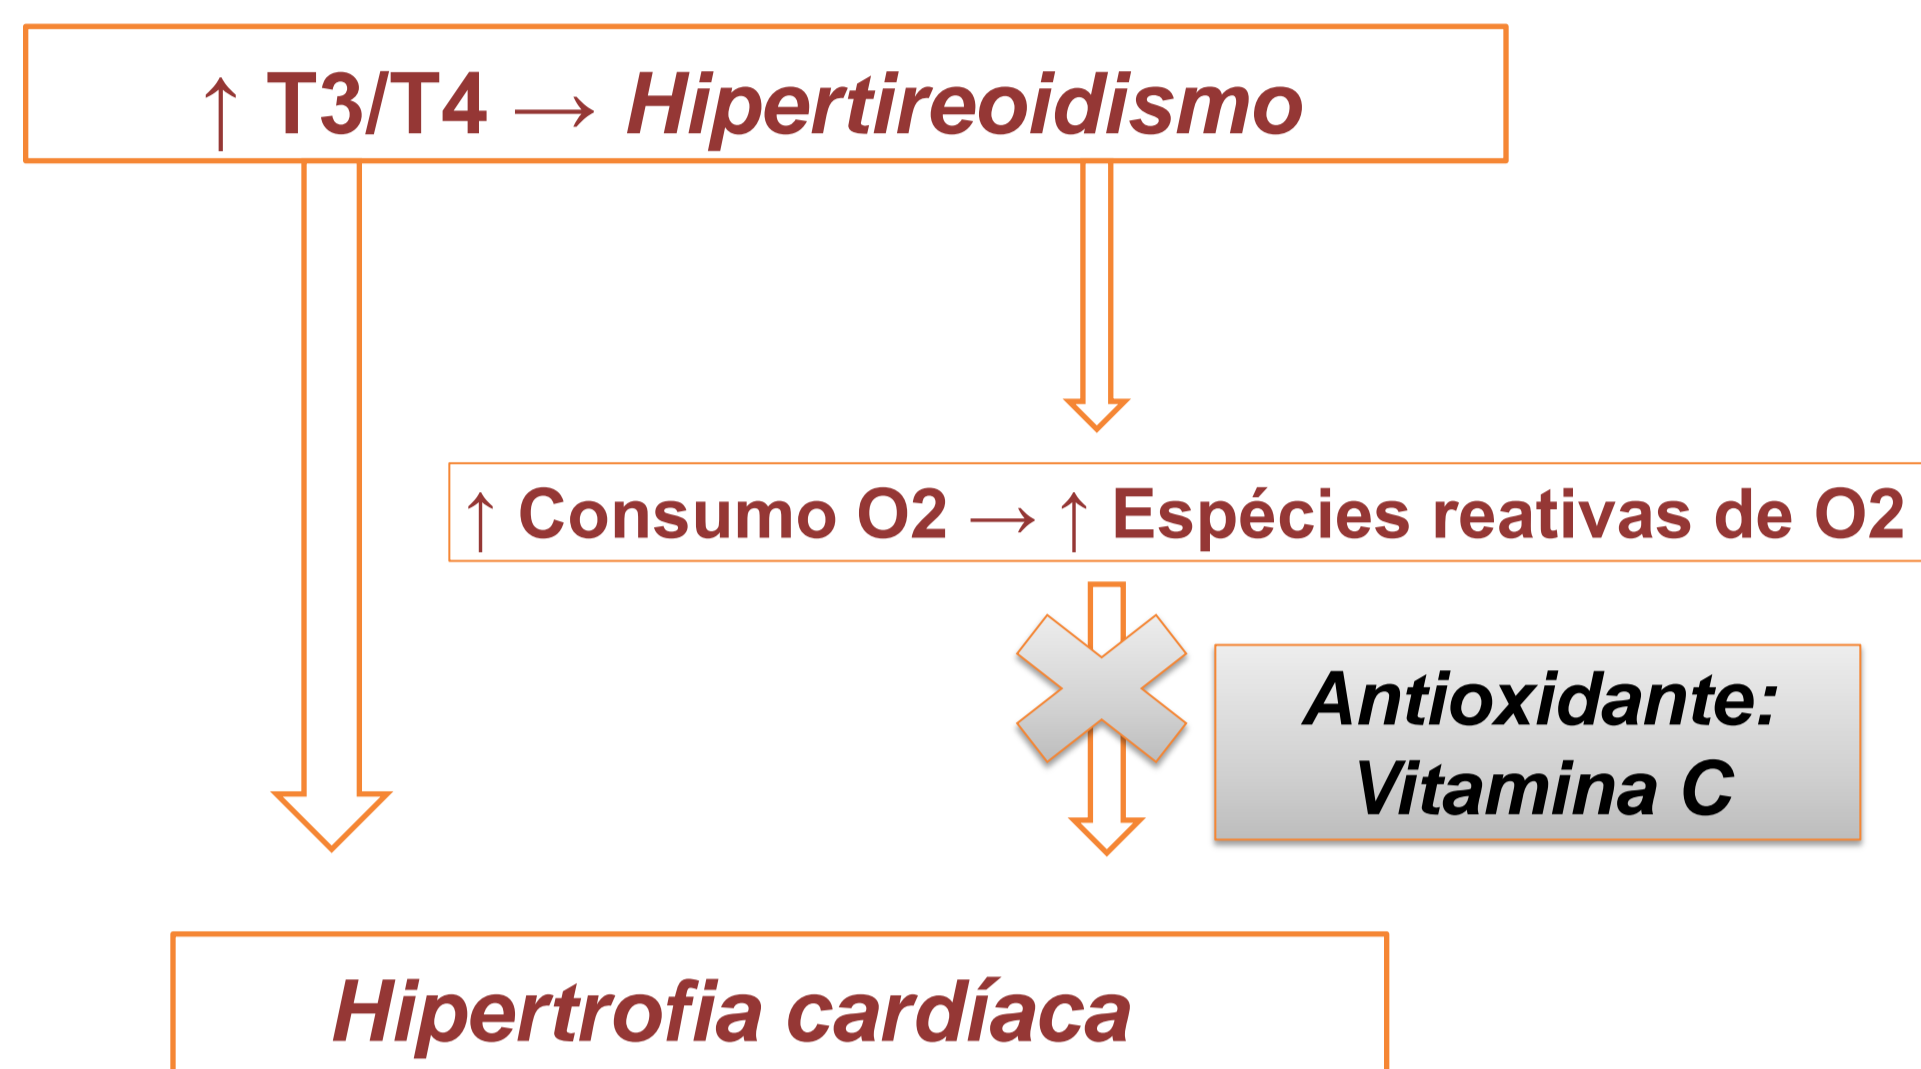 ↑ T3/T4 → Hipertireoidismo
↑ Consumo O2 → ↑ Espécies reativas de O2
Antioxidante:
Vitamina C
Hipertrofia cardíaca